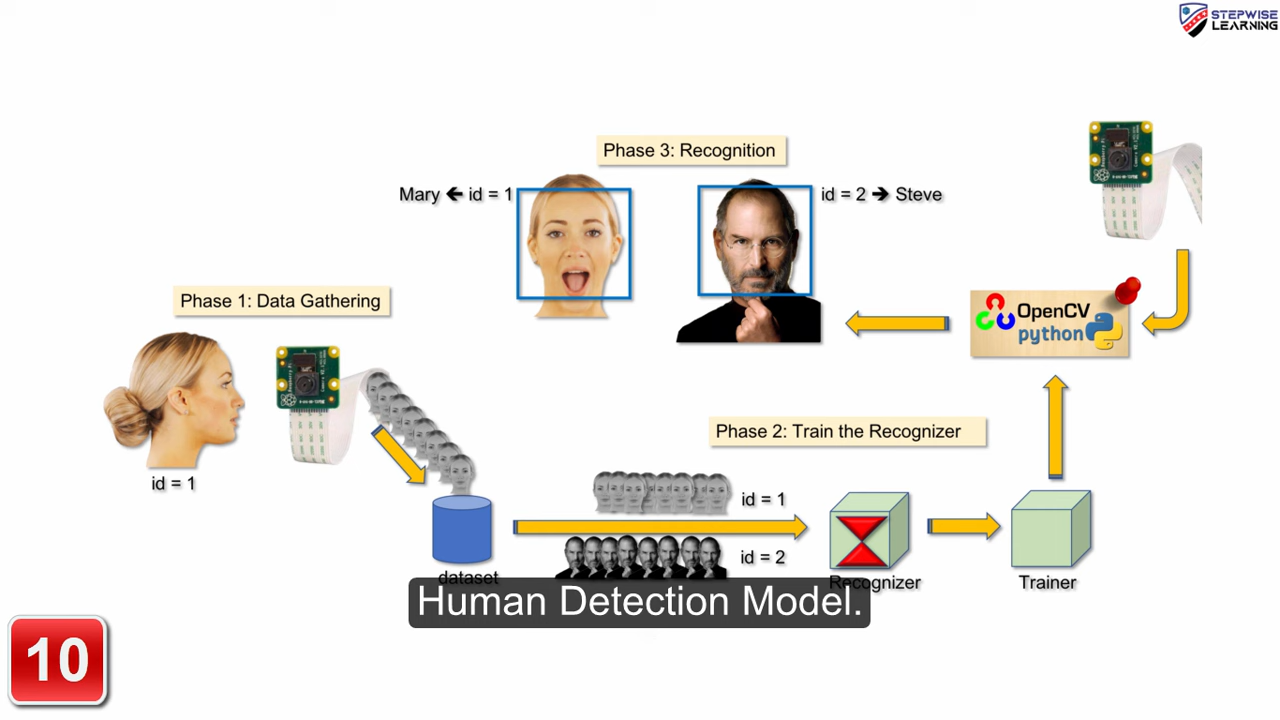 STEPWISE
LEARNING
Phase 3: Recognition
Mary ← id = 1
id = 2 → Steve
Phase 1: Data Gathering
OpenCV
python
Phase 2: Train the Recognizer
id = 1
id = 1
id = 2
dataset
Recognizer
Trainer
Human Detection Model.
10